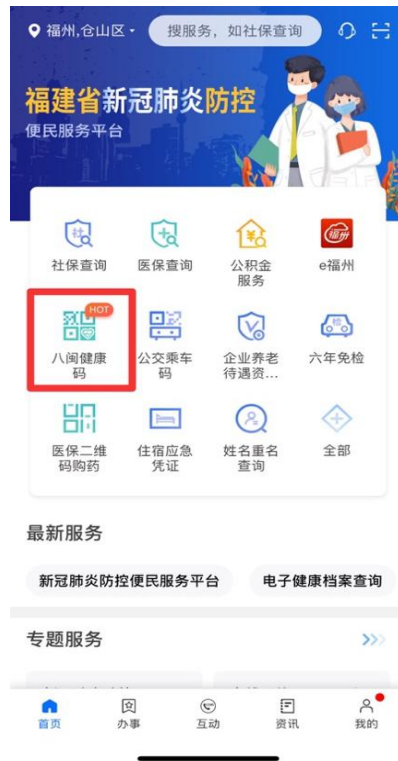 福州,仓山区
搜服务，如社保查询
福建省新冠肺炎防控
便民服务平台
社保查询
医保查询
公积金
服务
e福州
HOT
八闽健康
码
公交乘车
码
企业养老
待遇资...
六年免检
医保二维
码购药
住宿应急
凭证
姓名重名
查询
全部
最新服务
新冠肺炎防控便民服务平台
电子健康档案查询
专题服务
首页
办事
互动
资讯
我的